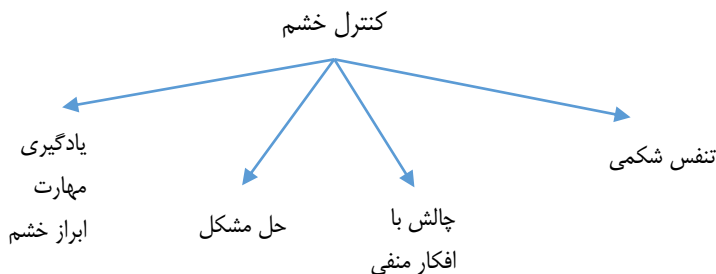 کنترل خشم
تنفس شکمی
چالش با
افکار منفی
حل مشکل
یادگیری
مهارت
ابراز خشم